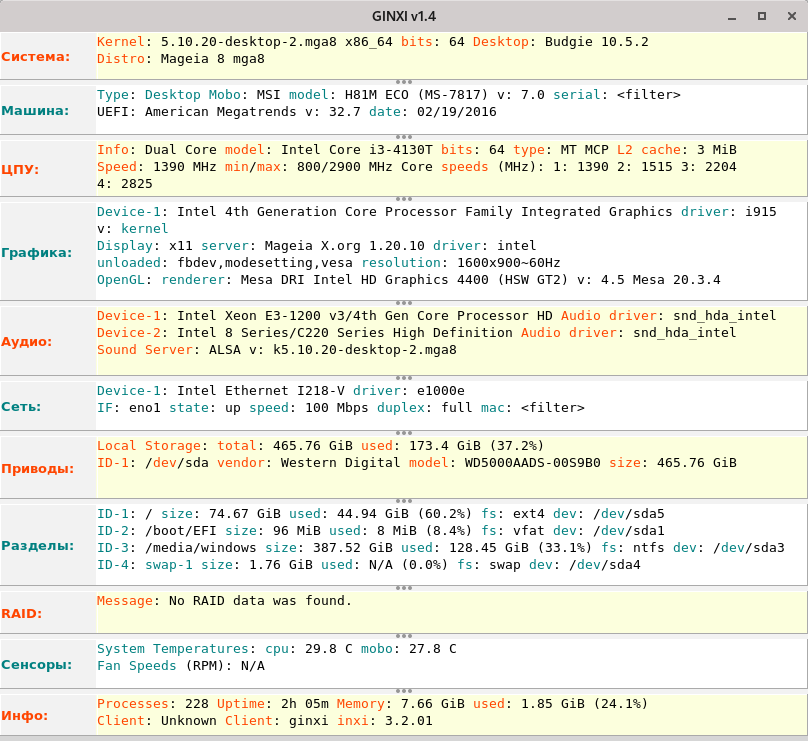 GINXI v1.4
Система:
Kernel: 5.10.20-desktop-2.mga8 x86_64 bits: 64 Desktop: Budgie 10.5.2
Distro: Mageia 8 mga8
Машина:
Type: Desktop Mobo: MSI model: H81M ECO (MS-7817) v: 7.0 serial: <filter>
UEFI: American Megatrends v: 32.7 date: 02/19/2016
ЦПУ:
Info: Dual Core model: Intel Core i3-4130T bits: 64 type: MT MCP L2 cache: 3 MiB
Speed: 1390 MHz min/max: 800/2900 MHz Core speeds (MHz): 1: 1390 2: 1515 3: 2204
4: 2825
Графика:
Device-1: Intel 4th Generation Core Processor Family Integrated Graphics driver: i915
v: kernel
Display: x11 server: Mageia X.org 1.20.10 driver: intel
unloaded: fbdev,modesetting,vesa resolution: 1600x900~60Hz
OpenGL: renderer: Mesa DRI Intel HD Graphics 4400 (HSW GT2) v: 4.5 Mesa 20.3.4
Аудио:
Device-1: Intel Xeon E3-1200 v3/4th Gen Core Processor HD Audio driver: snd_hda_intel
Device-2: Intel 8 Series/C220 Series High Definition Audio driver: snd_hda_intel
Sound Server: ALSA v: k5.10.20-desktop-2.mga8
Сеть:
Device-1: Intel Ethernet I218-V driver: e1000e
IF: eno1 state: up speed: 100 Mbps duplex: full mac: <filter>
Приводы:
Local Storage: total: 465.76 GiB used: 173.4 GiB (37.2%)
ID-1: /dev/sda vendor: Western Digital model: WD5000AADS-00S9B0 size: 465.76 GiB
Разделы:
ID-1: / size: 74.67 GiB used: 44.94 GiB (60.2%) fs: ext4 dev: /dev/sda5
ID-2: /boot/EFI size: 96 MiB used: 8 MiB (8.4%) fs: vfat dev: /dev/sda1
ID-3: /media/windows size: 387.52 GiB used: 128.45 GiB (33.1%) fs: ntfs dev: /dev/sda3
ID-4: swap-1 size: 1.76 GiB used: N/A (0.0%) fs: swap dev: /dev/sda4
RAID:
Message: No RAID data was found.
Сенсоры:
System Temperatures: cpu: 29.8 C mobo: 27.8 C
Fan Speeds (RPM): N/A
Инфо:
Processes: 228 Uptime: 2h 05m Memory: 7.66 GiB used: 1.85 GiB (24.1%)
Client: Unknown Client: ginxi inxi: 3.2.01